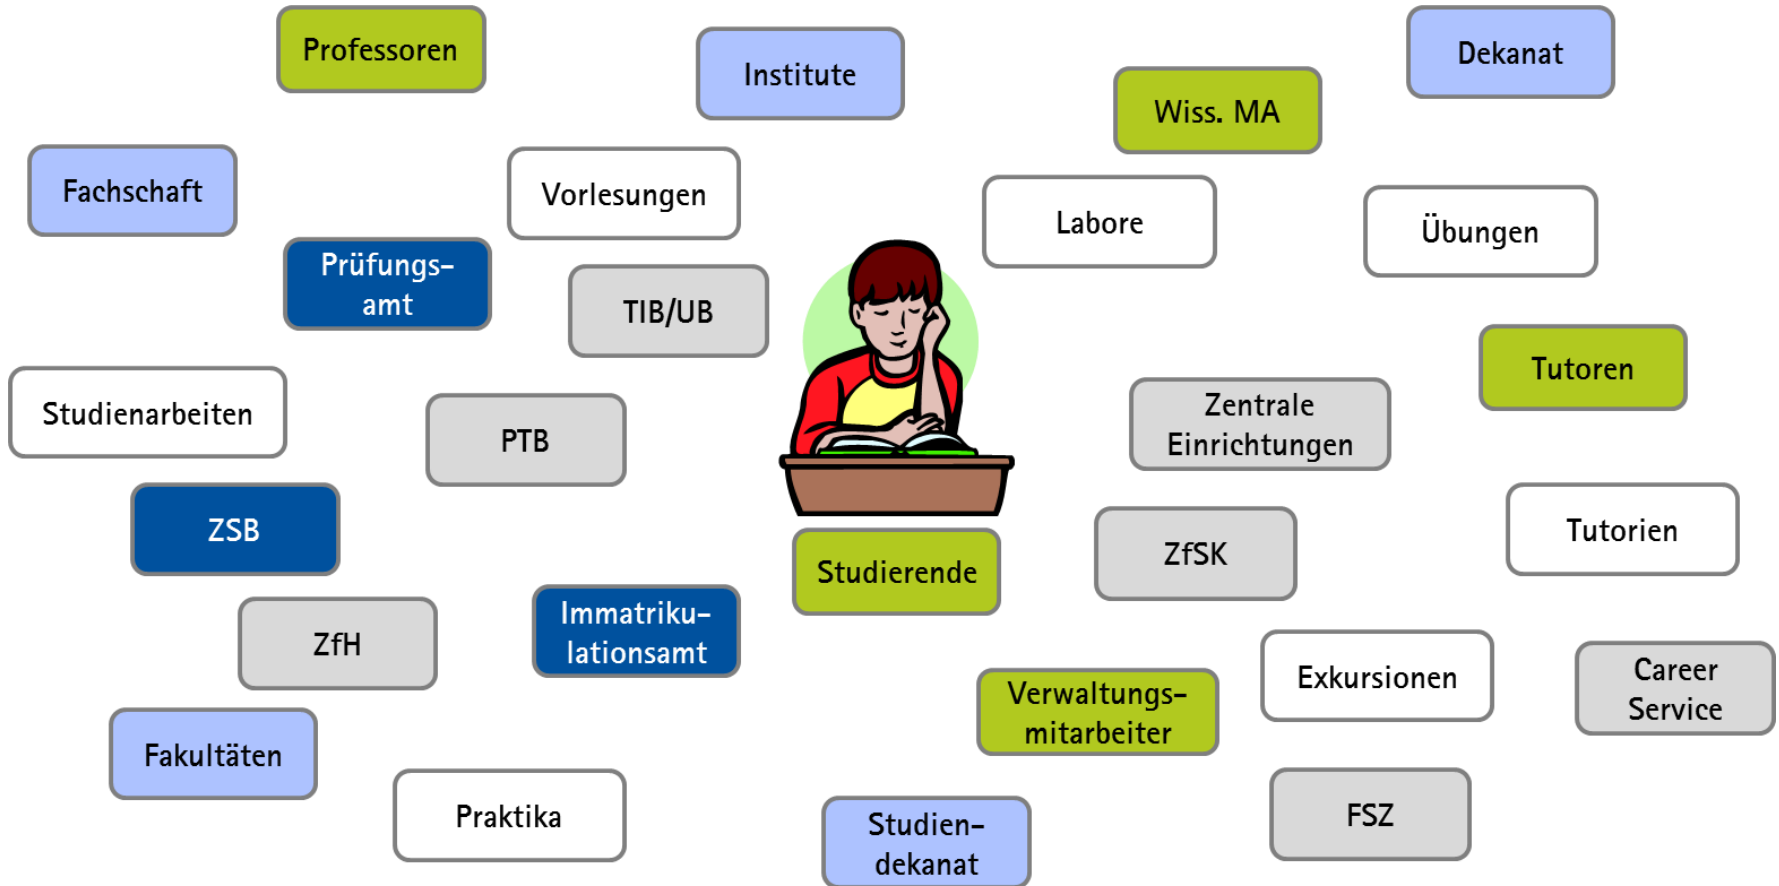 Professoren
Institute
Dekanat
Wiss. MA
Fachschaft
Vorlesungen
Labore
Übungen
Prüfungs-
amt
TIB/UB
Tutoren
Studienarbeiten
PTB
Zentrale
Einrichtungen
ZSB
ZfSK
Tutorien
Studierende
ZfH
Immatriku-
lationsamt
Exkursionen
Career
Service
Verwaltungs-
mitarbeiter
Fakultäten
Praktika
Studien-
dekanat
FSZ